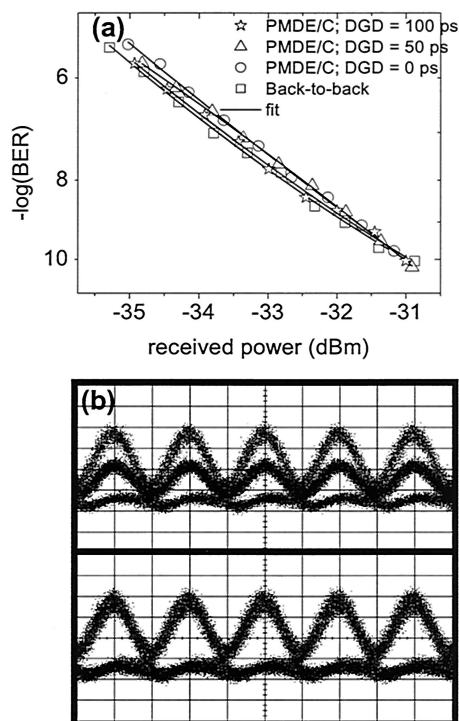 (a)
PMDE/C; DGD = 100 ps
PMDE/C; DGD = 50 ps
PMDE/C; DGD = 0 ps
Back-to-back
fit
-log(BER)
6
8
10
-35 -34 -33 -32 -31
received power (dBm)
(b)